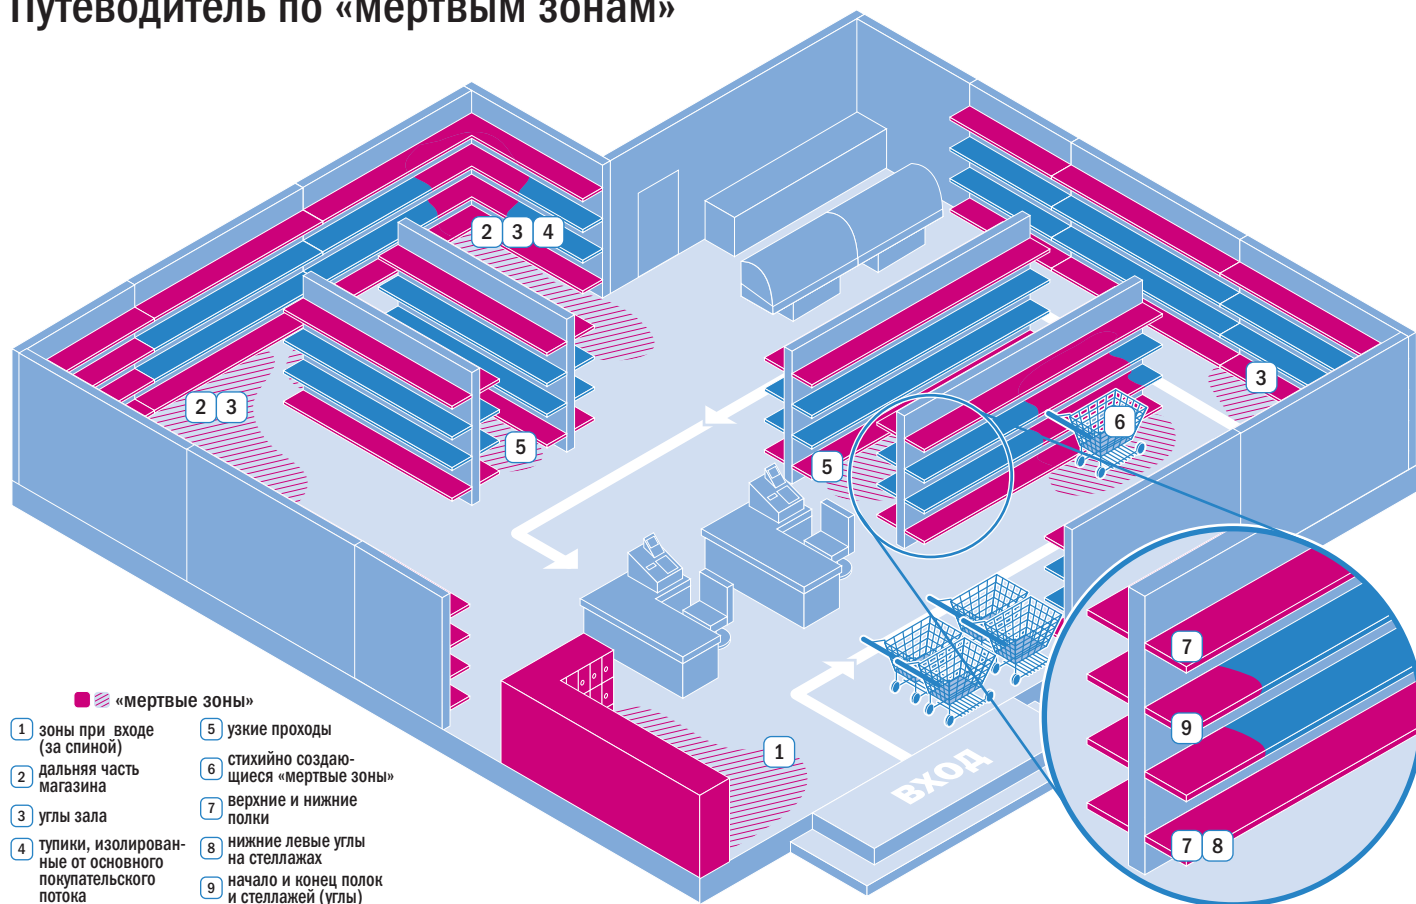 Путеводитель по «мертвым зонам»
2 3 4
3
2 3
6
5
5
7
9
1
ВХОД
7 8
«мертвые зоны»
1 зоны при входе
(за спиной)
2 дальняя часть
магазина
3 углы зала
4 тупики, изолирован-
ные от основного
покупательского
потока
5 узкие проходы
6 стихийно создаю-
щиеся «мертвые зоны»
7 верхние и нижние
полки
8 нижние левые углы
на стеллажах
9 начало и конец полок
и стеллажей (углы)